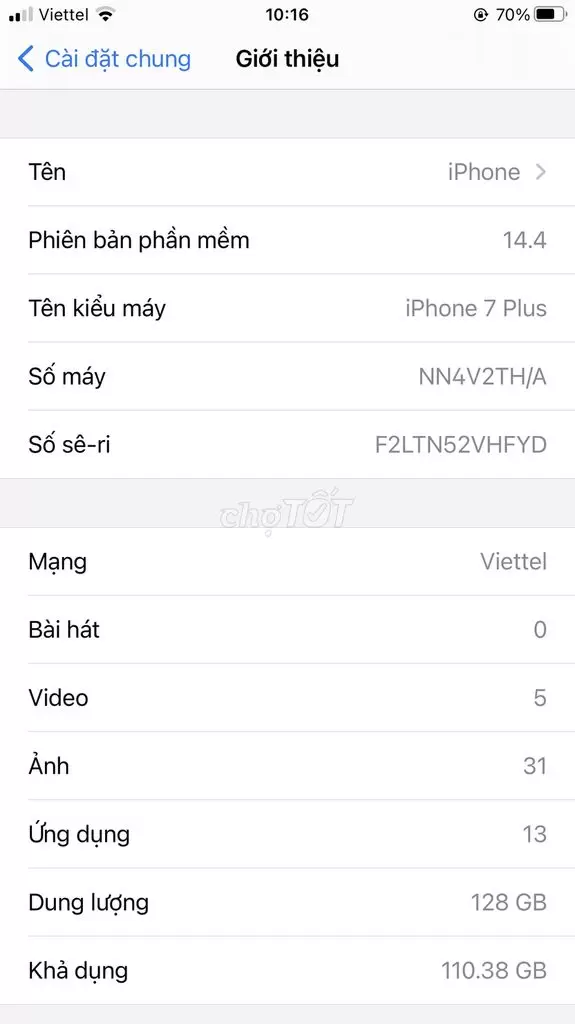 Viettel 10:16 70%
Cài đặt chung Giới thiệu
Tên iPhone
Phiên bản phần mềm 14.4
Tên kiểu máy iPhone 7 Plus
Số máy NN4V2TH/A
Số sê-ri F2LTN52VHFYD
chợTỐT
Mạng Viettel
Bài hát 0
Video 5
Ảnh 31
Ứng dụng 13
Dung lượng 128 GB
Khả dụng 110.38 GB